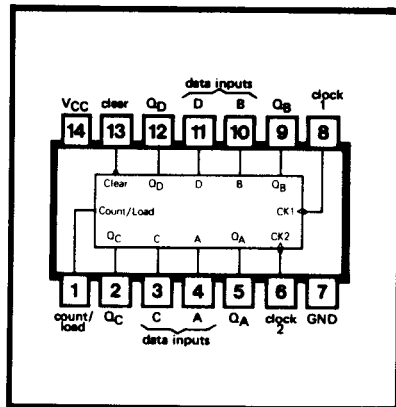 data inputs
clock
VCC clear QD D B QB 1
14 13 12 11 10 9 8
Clear QD D B QB
Count/Load CK1
QC C A QA CK2
1 2 3 4 5 6 7
count/ QC C A QA clock GND
load 2
data inputs